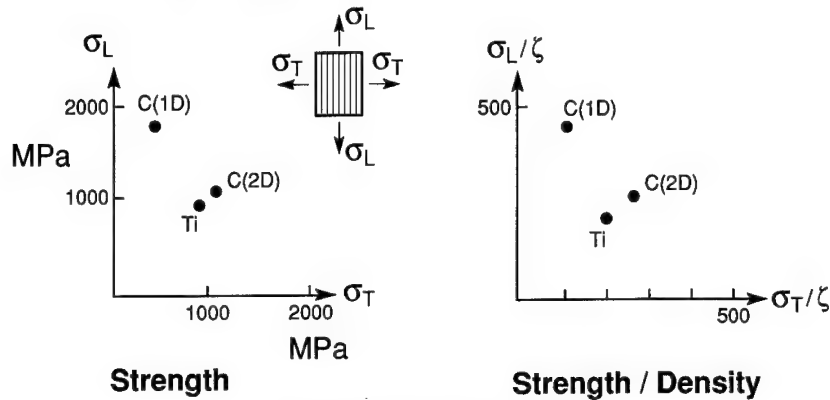 σL
2000
C(1D)
MPa
1000
C(2D)
Ti
σT
1000
2000
MPa
Strength
σL
σT
σT
σL
σL/ζ
500
C(1D)
C(2D)
Ti
500
σT/ζ
Strength / Density